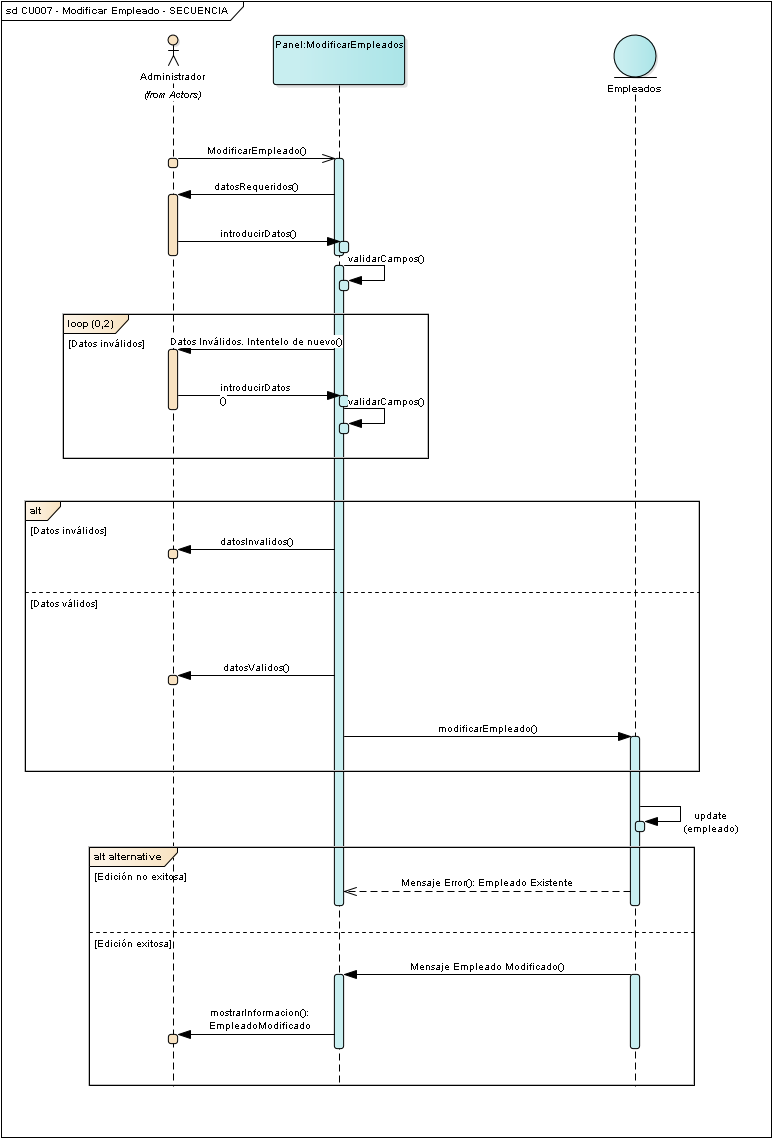 sd CU007 - Modificar Empleado - SECUENCIA
Panel:ModificarEmpleados
Administrador
(from Actors)
Empleados
ModificarEmpleado()
datosRequeridos()
introducirDatos()
validarCampos()
loop (0,2)
[Datos inválidos]
Datos Inválidos. Intentelo de nuevo()
introducirDatos
()
validarCampos()
alt
[Datos inválidos]
datosInvalidos()
[Datos válidos]
datosValidos()
modificarEmpleado()
update
(empleado)
alt alternative
[Edición no exitosa]
Mensaje Error(): Empleado Existente
[Edición exitosa]
Mensaje Empleado Modificado()
mostrarInformacion():
EmpleadoModificado